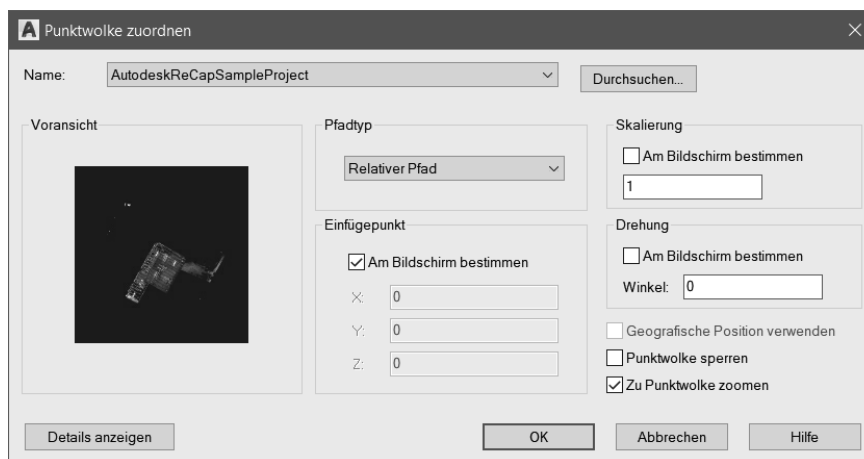 A Punktwolke zuordnen
Name: AutodeskReCapSampleProject Durchsuchen...
Voransicht
Pfadtyp
Relativer Pfad
Einfügepunkt
Am Bildschirm bestimmen
X: 0
Y: 0
Z: 0
Skalierung
Am Bildschirm bestimmen
1
Drehung
Am Bildschirm bestimmen
Winkel: 0
Geografische Position verwenden
Punktwolke sperren
Zu Punktwolke zoomen
Details anzeigen OK Abbrechen Hilfe